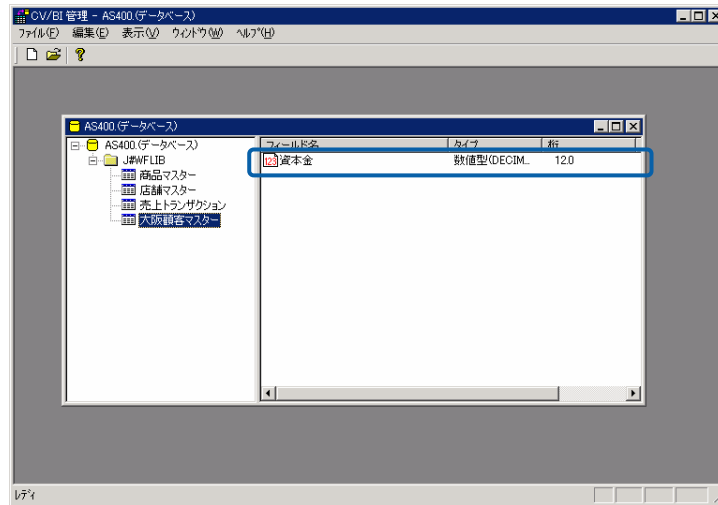 CV/BI 管理 - AS400.(データベース)
ファイル(F) 編集(E) 表示(V) ウィンドウ(W) ヘルプ(H)
AS400.(データベース)
AS400.(データベース)
J#WFLIB
商品マスター
店舗マスター
売上トランザクション
大阪顧客マスター
フィールド名 タイプ 桁
123 資本金 数値型(DECIM... 12.0
レディ